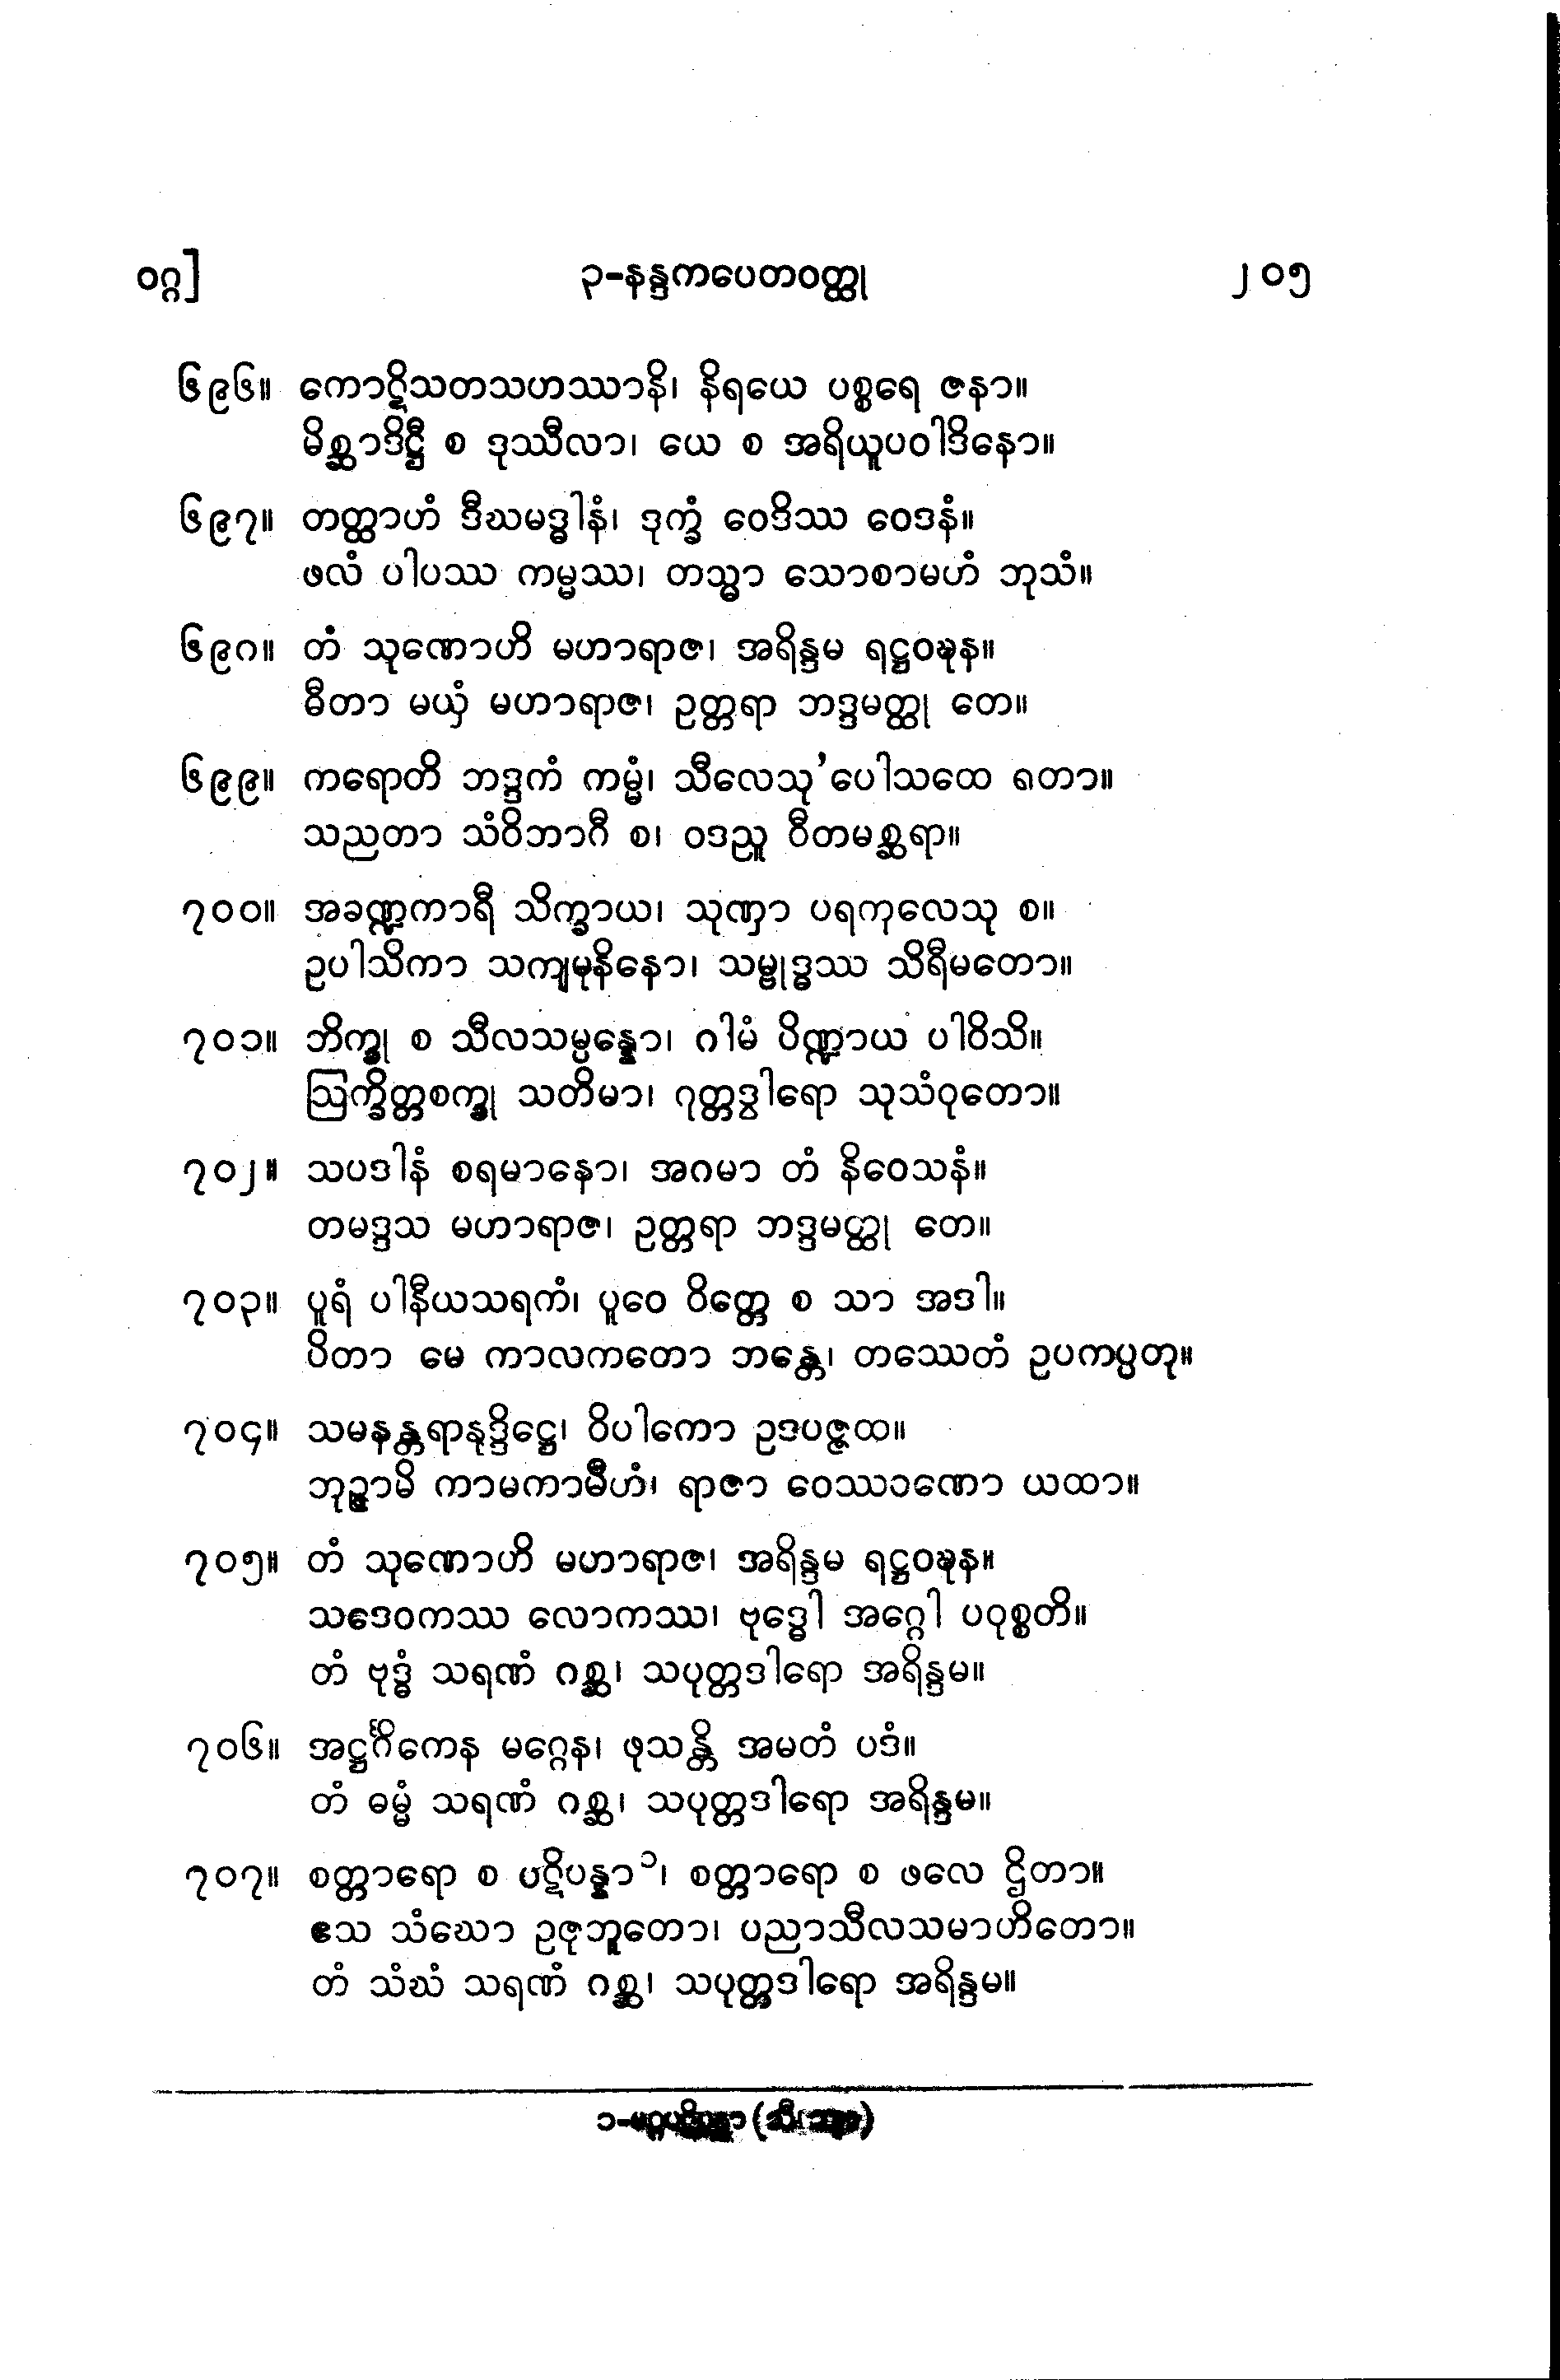 ဝဂ္ဂ] ၃-နန္ဒကပေတဝတ္ထု ၂၀၅
၆၉၆။ ကောဋိသတသဟဿာနိ၊ နိရယေ ပစ္စရေ ဇနာ။
မိစ္ဆာဒိဋ္ဌီ စ ဒုဿီလာ၊ ယေ စ အရိယူပဝါဒိနော။
၆၉၇။ တတ္ထာဟံ ဒီဃမဒ္ဓါနံ၊ ဒုက္ခံ ဝေဒိဿ ဝေဒနံ။
ဖလံ ပါပဿ ကမ္မဿ၊ တသ္မာ သောစာမဟံ ဘုသံ။
၆၉၈။ တံ သုဏောဟိ မဟာရာဇ၊ အရိန္ဒမ ရဋ္ဌဝဍ္ဎန။
ဓီတာ မယှံ မဟာရာဇ၊ ဥတ္တရာ ဘဒ္ဒမတ္ထု တေ။
၆၉၉။ ကရောတိ ဘဒ္ဒကံ ကမ္မံ၊ သီလေသု’ပေါသထေ ရတာ။
သညတာ သံဝိဘာဂီ စ၊ ဝဒညူ ဝီတမစ္ဆရာ။
၇၀၀။ အခဏ္ဍကာရီ သိက္ခာယ၊ သုဏှာ ပရကုလေသု စ။
ဥပါသိကာ သကျမုနိနော၊ သမ္ဗုဒ္ဓဿ သိရီမတော။
၇၀၁။ ဘိက္ခု စ သီလသမ္ပန္နော၊ ဂါမံ ပိဏ္ဍာယ ပါဝိသိ။
ဩက္ခိတ္တစက္ခု သတိမာ၊ ဂုတ္တဒွါရော သုသံဝုတော။
၇၀၂။ သပဒါနံ စရမာနော၊ အဂမာ တံ နိဝေသနံ။
တမဒ္ဒသ မဟာရာဇ၊ ဥတ္တရာ ဘဒ္ဒမတ္ထု တေ။
၇၀၃။ ပူရံ ပါနီယသရကံ၊ ပူဝေ ဝိတ္တေ စ သာ အဒါ။
ပိတာ မေ ကာလကတော ဘန္တေ၊ တဿေတံ ဥပကပ္ပတု။
၇၀၄။ သမနန္တရာနုဒ္ဒိဋ္ဌေ၊ ဝိပါကော ဥဒပဇ္ဇထ။
ဘုဉ္ဇာမိ ကာမကာမီဟံ၊ ရာဇာ ဝေဿဝဏော ယထာ။
၇၀၅။ တံ သုဏောဟိ မဟာရာဇ၊ အရိန္ဒမ ရဋ္ဌဝဍ္ဎန။
သဒေဝကဿ လောကဿ၊ ဗုဒ္ဓေါ အဂ္ဂေါ ပဝုစ္စတိ။
တံ ဗုဒ္ဓံ သရဏံ ဂစ္ဆ၊ သပုတ္တဒါရော အရိန္ဒမ။
၇၀၆။ အဋ္ဌင်္ဂိကေန မဂ္ဂေန၊ ဖုသန္တိ အမတံ ပဒံ။
တံ ဓမ္မံ သရဏံ ဂစ္ဆ၊ သပုတ္တဒါရော အရိန္ဒမ။
၇၀၇။ စတ္တာရော စ ပဋိပန္နာ၁၊ စတ္တာရော စ ဖလေ ဌိတာ။
ဧသ သံဃော ဥဇုဘူတော၊ ပညာသီလသမာဟိတော။
တံ သံဃံ သရဏံ ဂစ္ဆ၊ သပုတ္တဒါရော အရိန္ဒမ။
၁-မဂ္ဂပဋိပန္နာ